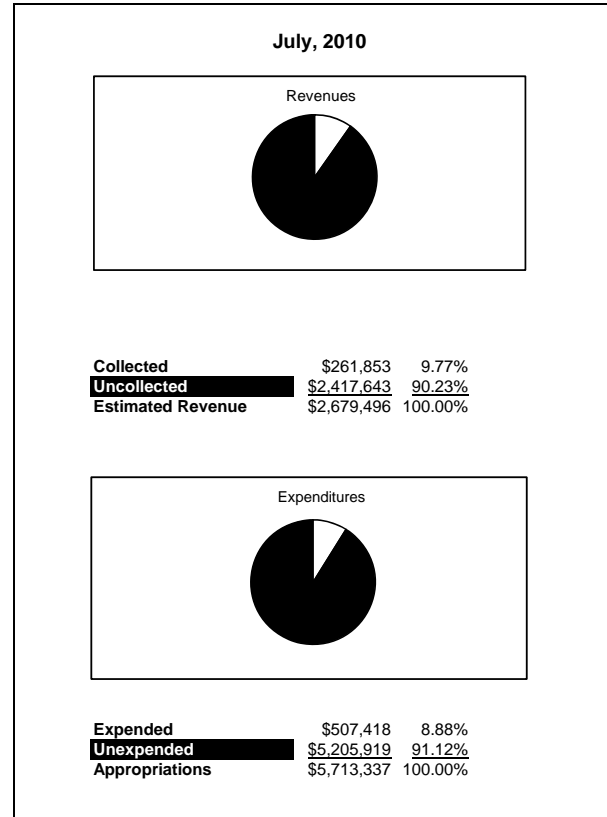 July, 2010
Revenues
Collected $261,853 9.77%
Uncollected $2,417,643 90.23%
Estimated Revenue $2,679,496 100.00%
Expenditures
Expended $507,418 8.88%
Unexpended $5,205,919 91.12%
Appropriations $5,713,337 100.00%